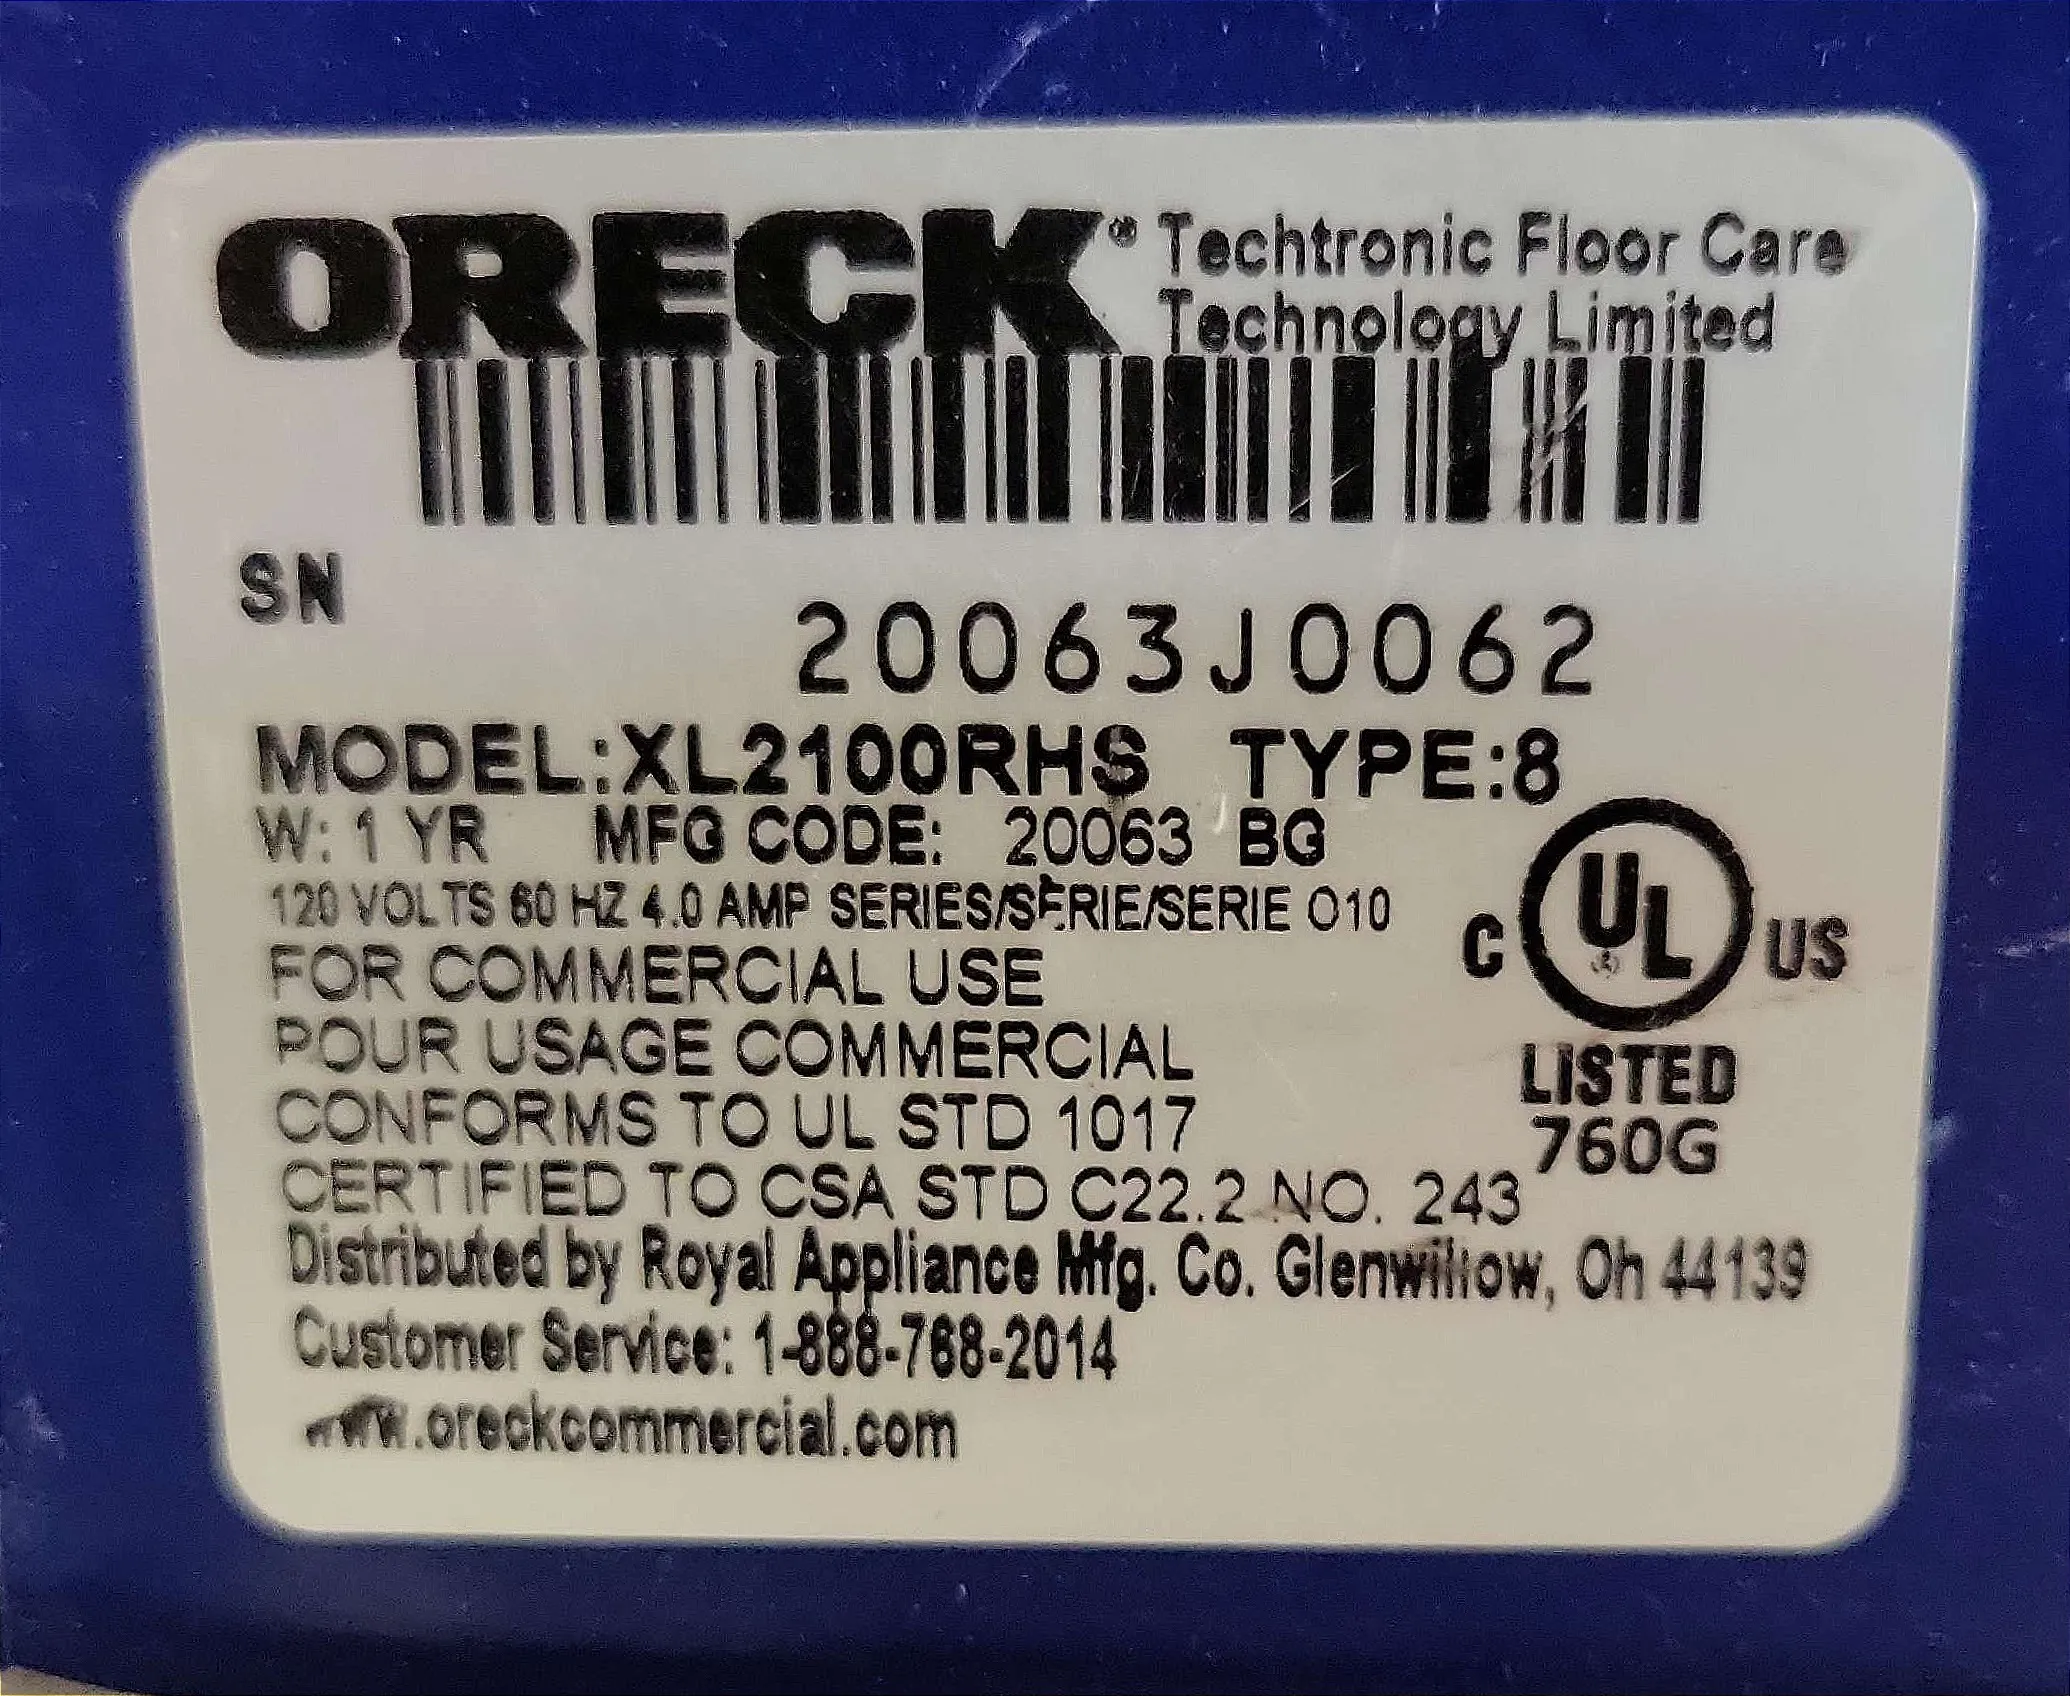 ORECK® Techtronic Floor Care
Technology Limited
SN
20063J0062
MODEL:XL2100RHS TYPE:8
W: 1 YR MFG CODE: 20063 BG
120 VOLTS 60 HZ 4.0 AMP SERIES/SÉRIE/SERIE 010
FOR COMMERCIAL USE
POUR USAGE COMMERCIAL
CONFORMS TO UL STD 1017
CERTIFIED TO CSA STD C22.2 NO. 243
C UL US
LISTED
760G
Distributed by Royal Appliance Mfg. Co. Glenwillow, Oh 44139
Customer Service: 1-888-768-2014
www.oreckcommercial.com